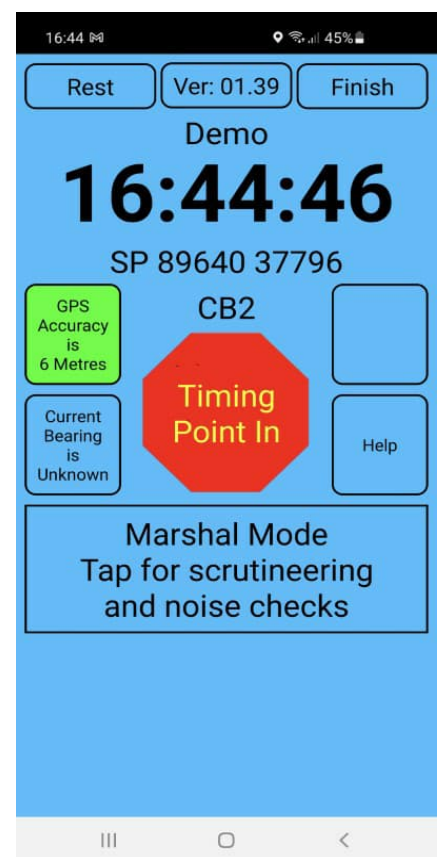 16:44
45%
Rest
Ver: 01.39
Finish
Demo
16:44:46
SP 89640 37796
GPS
Accuracy
is
6 Metres
CB2
Timing
Point In
Current
Bearing
is
Unknown
Help
Marshal Mode
Tap for scrutineering
and noise checks